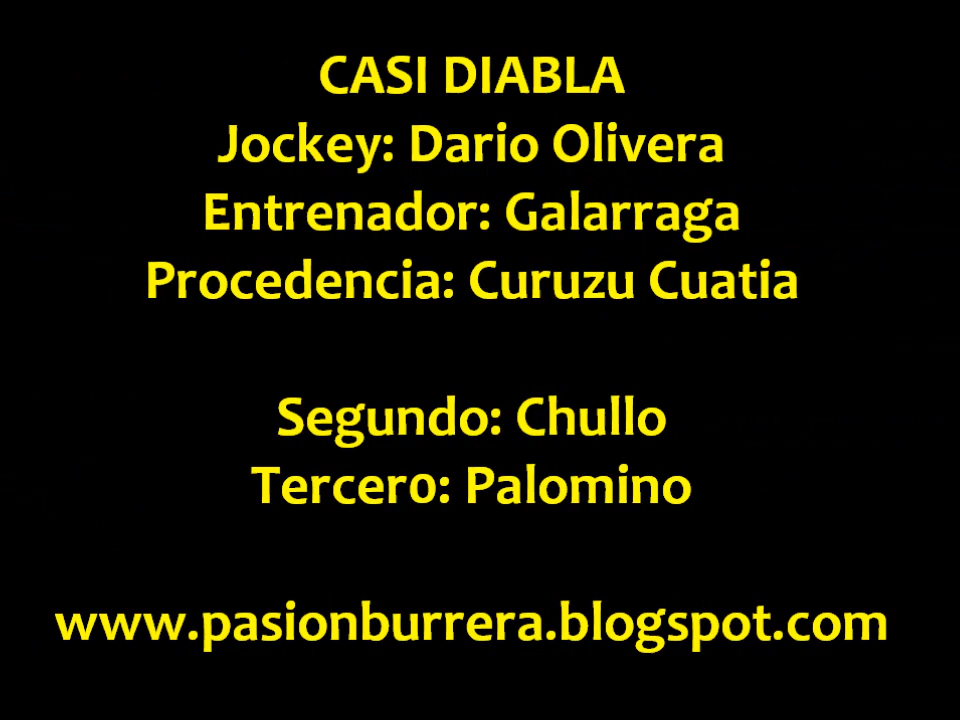 CASI DIABLA
Jockey: Dario Olivera
Entrenador: Galarraga
Procedencia: Curuzu Cuatia
Segundo: Chullo
Tercer0: Palomino
www.pasionburrera.blogspot.com